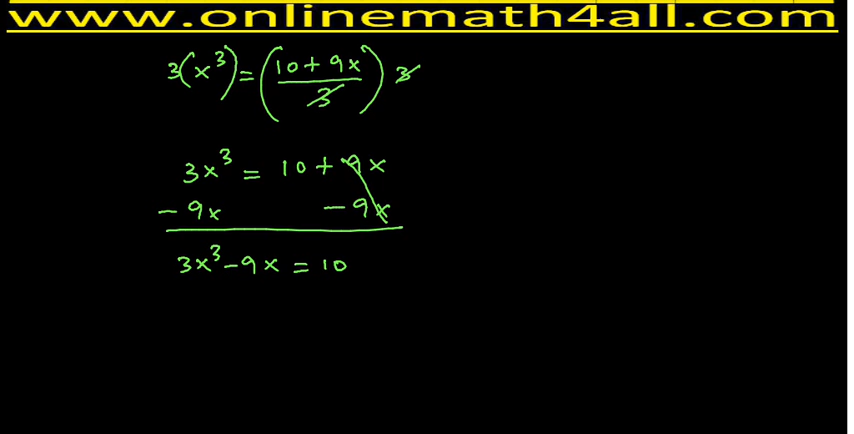 www.onlinemath4all.com
3(x³) = (10 + 9x / 3) 3
3x³ = 10 + 9x
- 9x - 9x
3x³ - 9x = 10